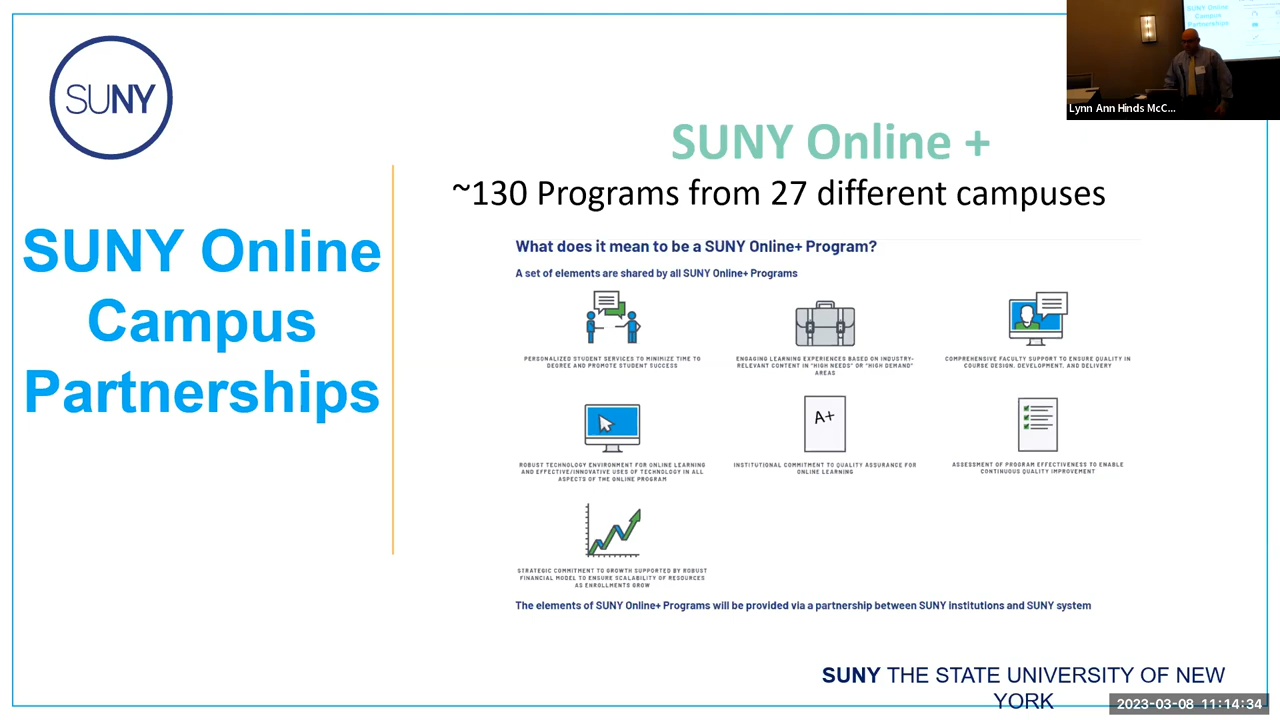 SUNY
SUNY Online
Campus
Partnerships
SUNY Online +
~130 Programs from 27 different campuses
What does it mean to be a SUNY Online+ Program?
A set of elements are shared by all SUNY Online+ Programs
PERSONALIZED STUDENT SERVICES TO MINIMIZE TIME TO
DEGREE AND PROMOTE STUDENT SUCCESS
ENGAGING LEARNING EXPERIENCES BASED ON INDUSTRY-
RELEVANT CONTENT IN "HIGH NEEDS" OR "HIGH DEMAND"
AREAS
COMPREHENSIVE FACULTY SUPPORT TO ENSURE QUALITY IN
COURSE DESIGN, DEVELOPMENT, AND DELIVERY
A+
ROBUST TECHNOLOGY ENVIRONMENT FOR ONLINE LEARNING
AND EFFECTIVE/INNOVATIVE USES OF TECHNOLOGY IN ALL
ASPECTS OF THE ONLINE PROGRAM
INSTITUTIONAL COMMITMENT TO QUALITY ASSURANCE FOR
ONLINE LEARNING
ASSESSMENT OF PROGRAM EFFECTIVENESS TO ENABLE
CONTINUOUS QUALITY IMPROVEMENT
STRATEGIC COMMITMENT TO GROWTH SUPPORTED BY ROBUST
FINANCIAL MODEL TO ENSURE SCALABILITY OF RESOURCES
AS ENROLLMENTS GROW
The elements of SUNY Online+ Programs will be provided via a partnership between SUNY institutions and SUNY system
SUNY THE STATE UNIVERSITY OF NEW
YORK
SUNY Online
Campus
Partnerships
Lynn Ann Hinds McC...
2023-03-08 11:14:34